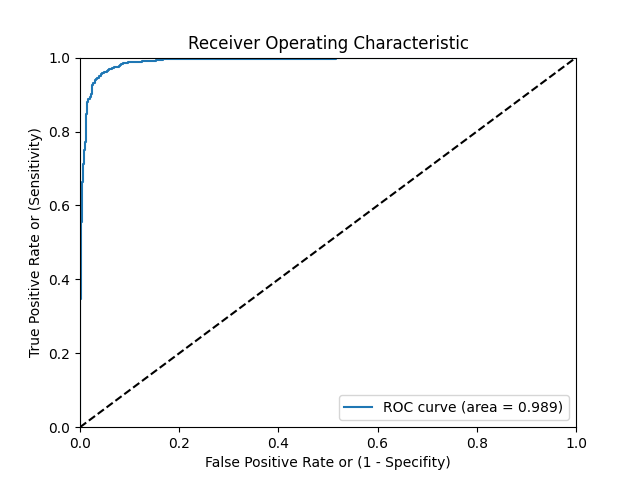 Receiver Operating Characteristic
1.0
0.8
0.6
0.4
0.2
0.0
True Positive Rate or (Sensitivity)
ROC curve (area = 0.989)
0.0 0.2 0.4 0.6 0.8 1.0
False Positive Rate or (1 - Specifity)